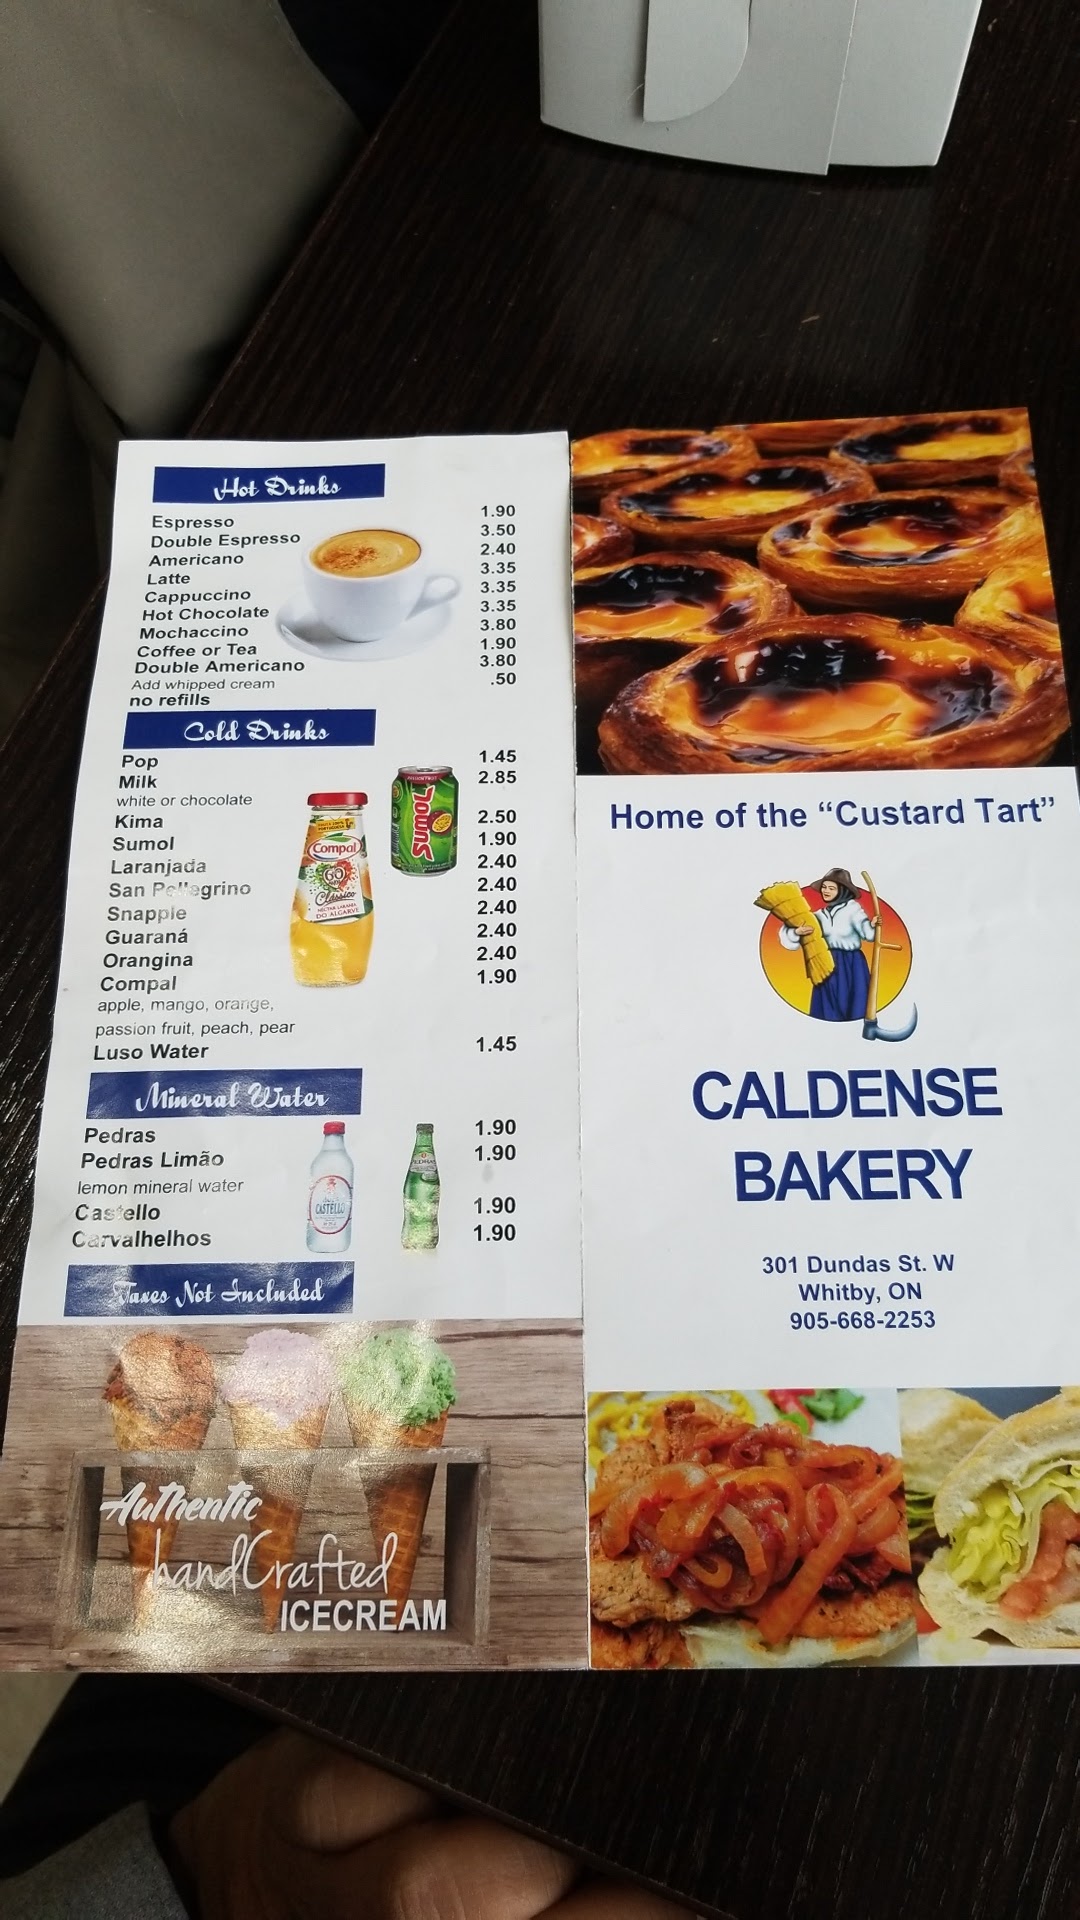 Hot Drinks
Espresso 1.90
Double Espresso 3.50
Americano 2.40
Latte 3.35
Cappuccino 3.35
Hot Chocolate 3.35
Mochaccino 3.80
Coffee or Tea 1.90
Double Americano 3.80
Add whipped cream .50
no refills
Cold Drinks
Pop 1.45
Milk 2.85
white or chocolate
Kima 2.50
Sumol 1.90
Laranjada 2.40
San Pellegrino 2.40
Snapple 2.40
Guaraná 2.40
Orangina 2.40
Compal 1.90
apple, mango, orange,
passion fruit, peach, pear
Luso Water 1.45
Compal
Clássico
DO ALGARVE
SUMOL
Mineral Water
Pedras 1.90
Pedras Limão 1.90
lemon mineral water
Castello 1.90
Carvalhelhos 1.90
CASTELLO
Taxes Not Included
Authentic
handCrafted
ICECREAM
Home of the “Custard Tart”
CALDENSE
BAKERY
301 Dundas St. W
Whitby, ON
905-668-2253